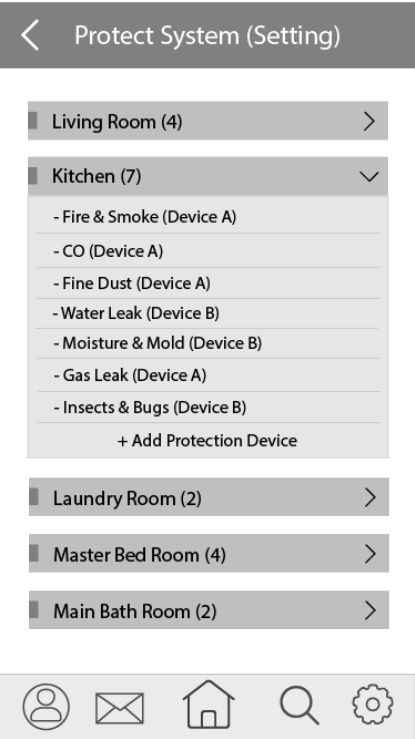 Protect System (Setting)
Living Room (4)
Kitchen (7)
- Fire & Smoke (Device A)
- CO (Device A)
- Fine Dust (Device A)
- Water Leak (Device B)
- Moisture & Mold (Device B)
- Gas Leak (Device A)
- Insects & Bugs (Device B)
+ Add Protection Device
Laundry Room (2)
Master Bed Room (4)
Main Bath Room (2)